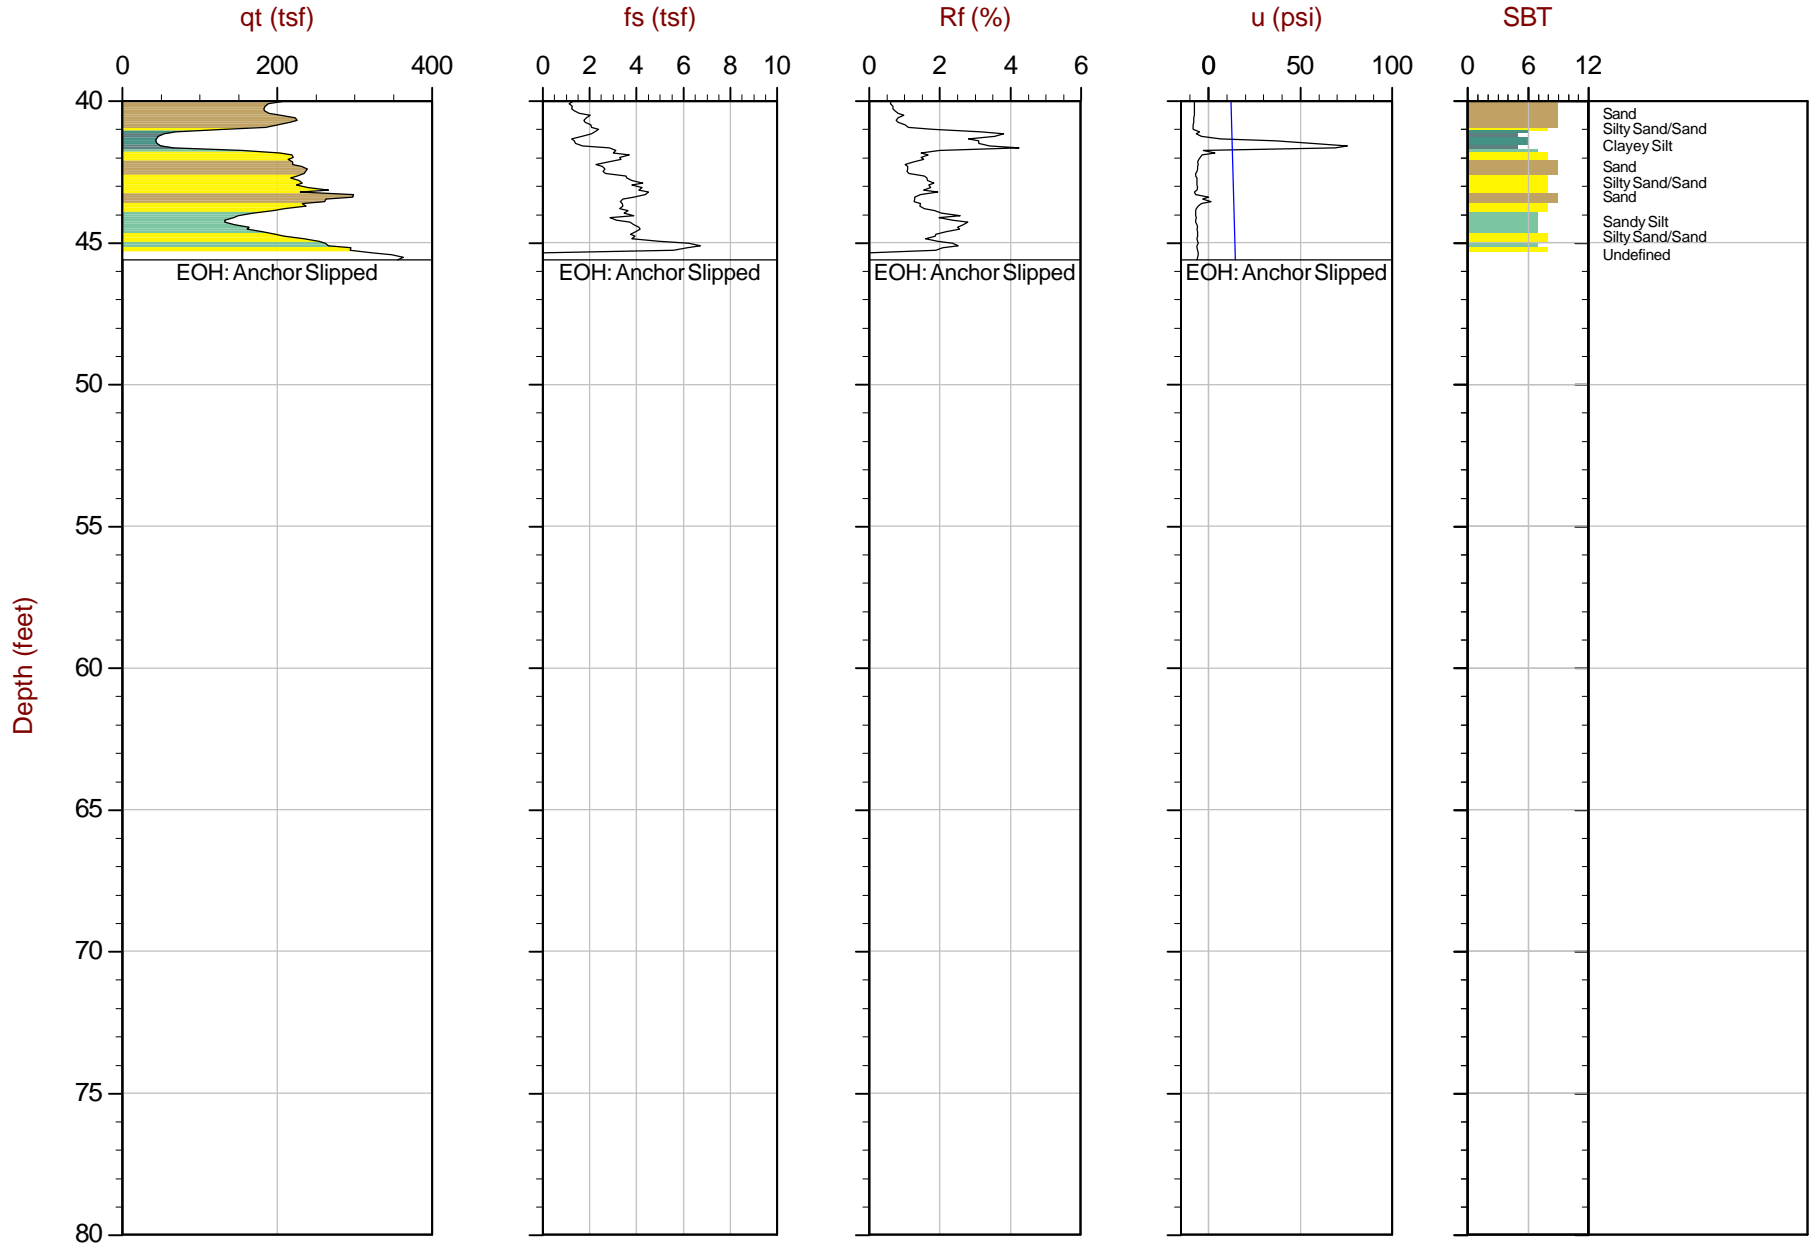 qt (tsf) fs (tsf) Rf (%) u (psi) SBT
0 200 400 0 2 4 6 8 10 0 2 4 6 0 50 100 0 6 12
40
Sand
Silty Sand/Sand
Clayey Silt
Sand
Silty Sand/Sand
Sand
Sandy Silt
Silty Sand/Sand
45
Undefined
EOH: Anchor Slipped EOH: Anchor Slipped EOH: Anchor Slipped EOH: Anchor Slipped
50
55
60
Depth (feet)
65
70
75
80